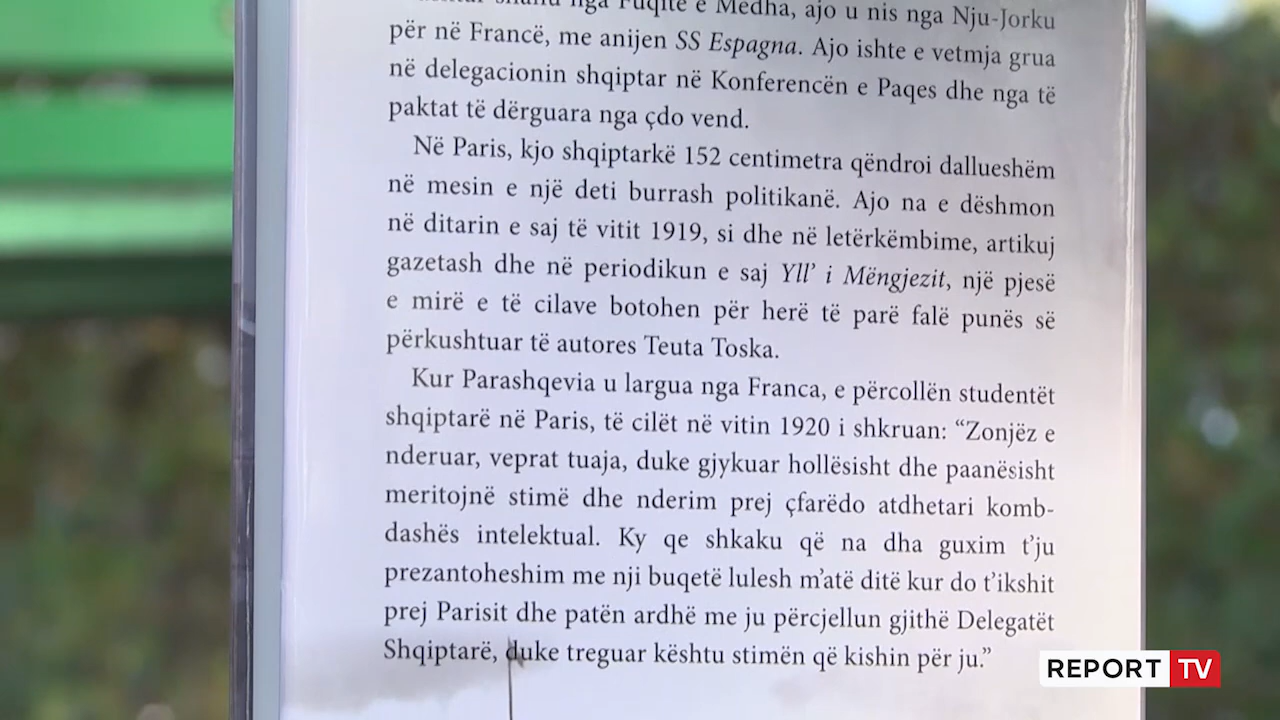 nga Fuqitë e Medha, ajo u nis nga Nju-Jorku
për në Francë, me anijen SS Espagna. Ajo ishte e vetmja grua
në delegacionin shqiptar në Konferencën e Paqes dhe nga të
paktat të dërguara nga çdo vend.
Në Paris, kjo shqiptarkë 152 centimetra qëndroi dallueshëm
në mesin e një deti burrash politikanë. Ajo na e dëshmon
në ditarin e saj të vitit 1919, si dhe në letërkëmbime, artikuj
gazetash dhe në periodikun e saj Yll’ i Mëngjezit, një pjesë
e mirë e të cilave botohen për herë të parë falë punës së
përkushtuar të autores Teuta Toska.
Kur Parashqevia u largua nga Franca, e përcollën studentët
shqiptarë në Paris, të cilët në vitin 1920 i shkruan: “Zonjëz e
nderuar, veprat tuaja, duke gjykuar hollësisht dhe paanësisht
meritojnë stimë dhe nderim prej çfarëdo atdhetari komb-
dashës intelektual. Ky qe shkaku që na dha guxim t’ju
prezantoheshim me nji buqetë lulesh m’atë ditë kur do t’ikshit
prej Parisit dhe patën ardhë me ju përcjellun gjithë Delegatët
Shqiptarë, duke treguar kështu stimën që kishin për ju.”
REPORT TV